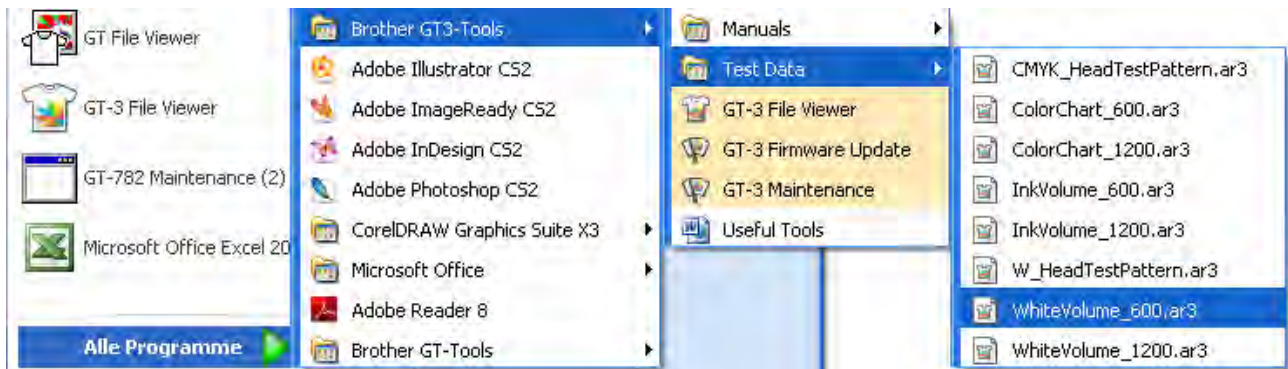 GT File Viewer
GT-3 File Viewer
GT-782 Maintenance (2)
Microsoft Office Excel 20
Alle Programme
Brother GT3-Tools
Adobe Illustrator CS2
Adobe ImageReady CS2
Adobe InDesign CS2
Adobe Photoshop CS2
CorelDRAW Graphics Suite X3
Microsoft Office
Adobe Reader 8
Brother GT-Tools
Manuals
Test Data
GT-3 File Viewer
GT-3 Firmware Update
GT-3 Maintenance
Useful Tools
CMYK_HeadTestPattern.ar3
ColorChart_600.ar3
ColorChart_1200.ar3
InkVolume_600.ar3
InkVolume_1200.ar3
W_HeadTestPattern.ar3
WhiteVolume_600.ar3
WhiteVolume_1200.ar3